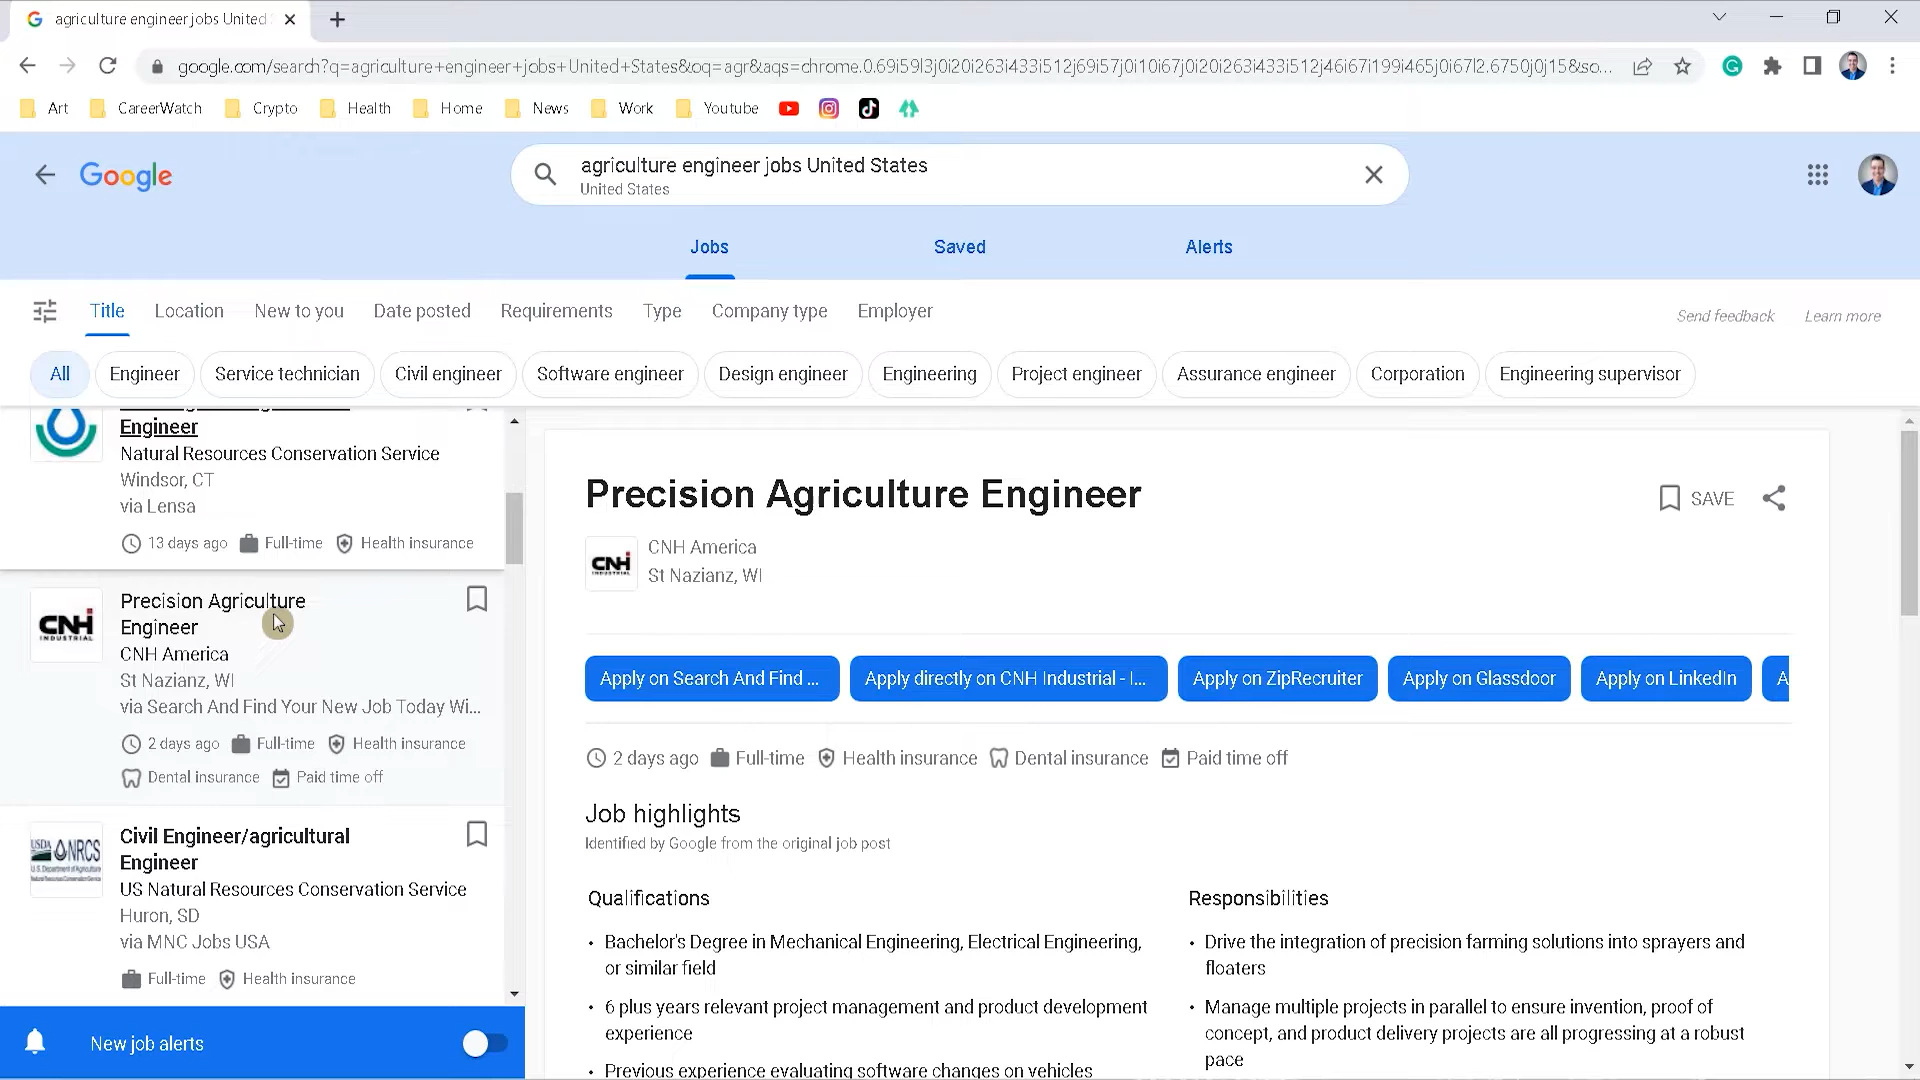 agriculture engineer jobs United
google.com/search?q=agriculture+engineer+jobs+United+States&oq=agr&aqs=chrome.0.69i59l3j0i20i263i433i512j69i57j0i10i67j0i20i263i433i512j46i67i199i465j0i67l2.6750j0j15&so...
Art CareerWatch Crypto Health Home News Work Youtube
Google
agriculture engineer jobs United States
United States
Jobs Saved Alerts
Title Location New to you Date posted Requirements Type Company type Employer
Send feedback Learn more
All Engineer Service technician Civil engineer Software engineer Design engineer Engineering Project engineer Assurance engineer Corporation Engineering supervisor
Engineer
Natural Resources Conservation Service
Windsor, CT
via Lensa
13 days ago Full-time Health insurance
CNH
INDUSTRIAL
Precision Agriculture
Engineer
CNH America
St Nazianz, WI
via Search And Find Your New Job Today Wi...
2 days ago Full-time Health insurance
Dental insurance Paid time off
USDA NRCS
Civil Engineer/agricultural
Engineer
US Natural Resources Conservation Service
Huron, SD
via MNC Jobs USA
Full-time Health insurance
New job alerts
Precision Agriculture Engineer
SAVE
CNH
INDUSTRIAL
CNH America
St Nazianz, WI
Apply on Search And Find ... Apply directly on CNH Industrial - I... Apply on ZipRecruiter Apply on Glassdoor Apply on LinkedIn A
2 days ago Full-time Health insurance Dental insurance Paid time off
Job highlights
Identified by Google from the original job post
Qualifications
• Bachelor's Degree in Mechanical Engineering, Electrical Engineering,
or similar field
• 6 plus years relevant project management and product development
experience
• Previous experience evaluating software changes on vehicles
Responsibilities
• Drive the integration of precision farming solutions into sprayers and
floaters
• Manage multiple projects in parallel to ensure invention, proof of
concept, and product delivery projects are all progressing at a robust
pace